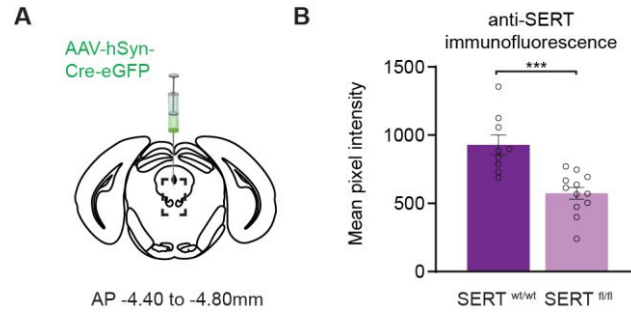 A
AAV-hSyn-
Cre-eGFP
AP -4.40 to -4.80mm
B
anti-SERT
immunofluorescence
***
Mean pixel intensity
1500
1000
500
0
SERT wt/wt SERT fl/fl